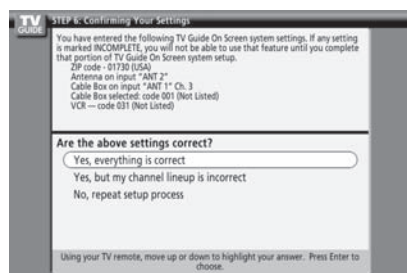 TV
GUIDE
STEP 6: Confirming Your Settings
You have entered the following TV Guide On Screen system settings. If any setting
is marked INCOMPLETE, you will not be able to use that feature until you complete
that portion of TV Guide On Screen system setup.
ZIP code - 01730 (USA)
Antenna on input "ANT 2"
Cable Box on input "ANT 1" Ch. 3
Cable Box selected: code 001 (Not Listed)
VCR — code 031 (Not Listed)
Are the above settings correct?
Yes, everything is correct
Yes, but my channel lineup is incorrect
No, repeat setup process
Using your TV remote, move up or down to highlight your answer. Press Enter to
choose.